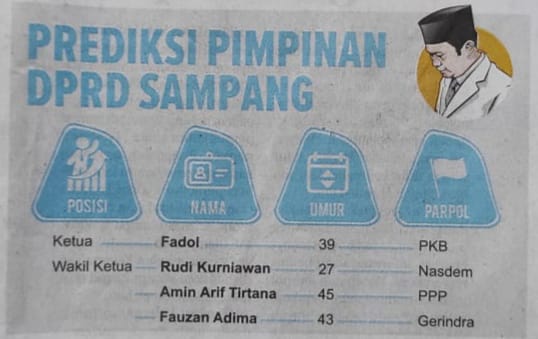 PREDIKSI PIMPINAN
DPRD SAMPANG
POSISI NAMA UMUR PARPOL
Ketua Fadol 39 PKB
Wakil Ketua Rudi Kurniawan 27 Nasdem
Amin Arif Tirtana 45 PPP
Fauzan Adima 43 Gerindra